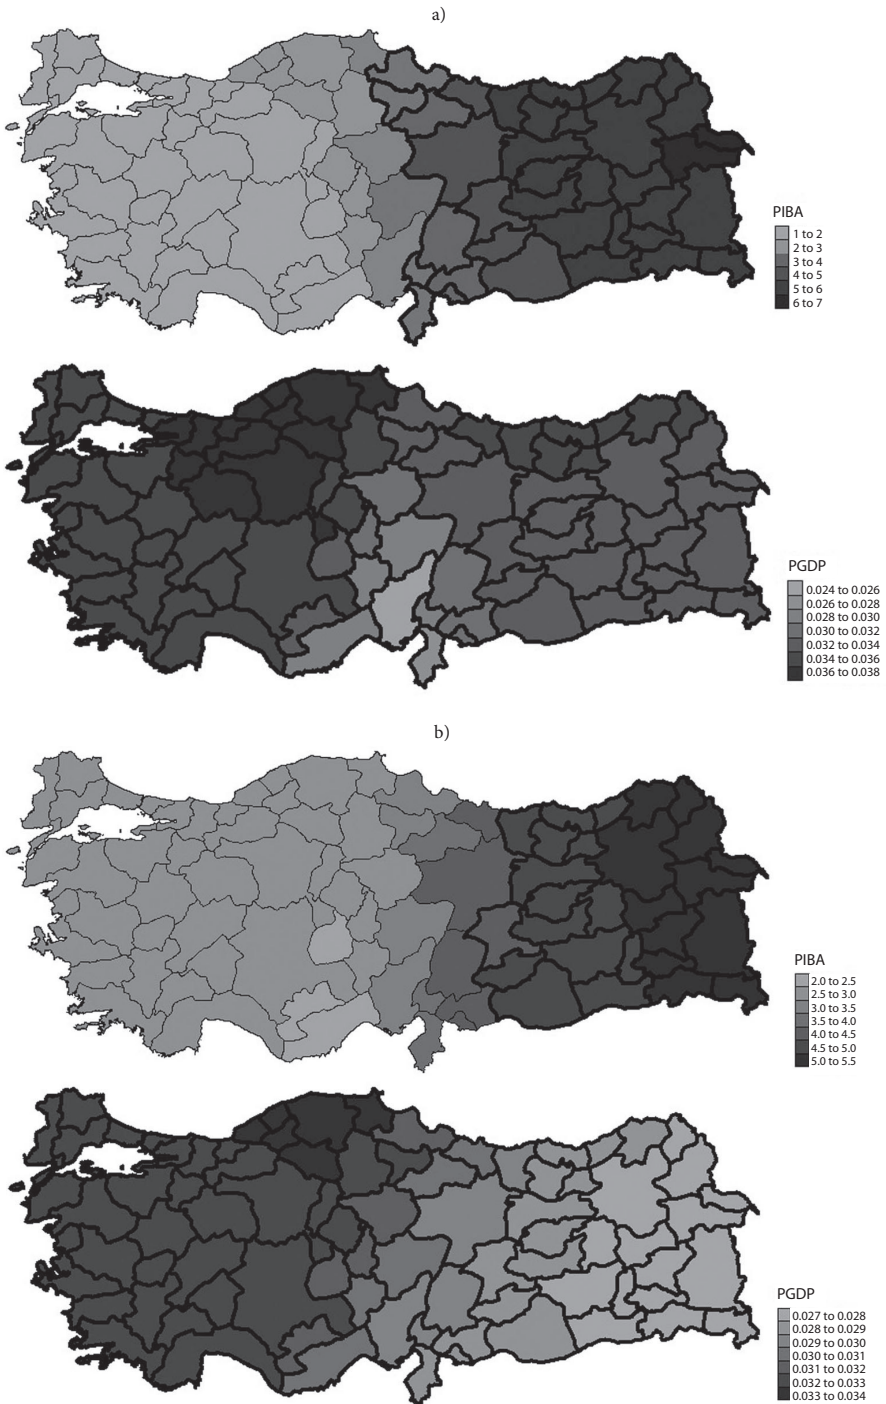 a)
PIBA
1 to 2
2 to 3
3 to 4
4 to 5
5 to 6
6 to 7
PGDP
0.024 to 0.026
0.026 to 0.028
0.028 to 0.030
0.030 to 0.032
0.032 to 0.034
0.034 to 0.036
0.036 to 0.038
b)
PIBA
2.0 to 2.5
2.5 to 3.0
3.0 to 3.5
3.5 to 4.0
4.0 to 4.5
4.5 to 5.0
5.0 to 5.5
PGDP
0.027 to 0.028
0.028 to 0.029
0.029 to 0.030
0.030 to 0.031
0.031 to 0.032
0.032 to 0.033
0.033 to 0.034